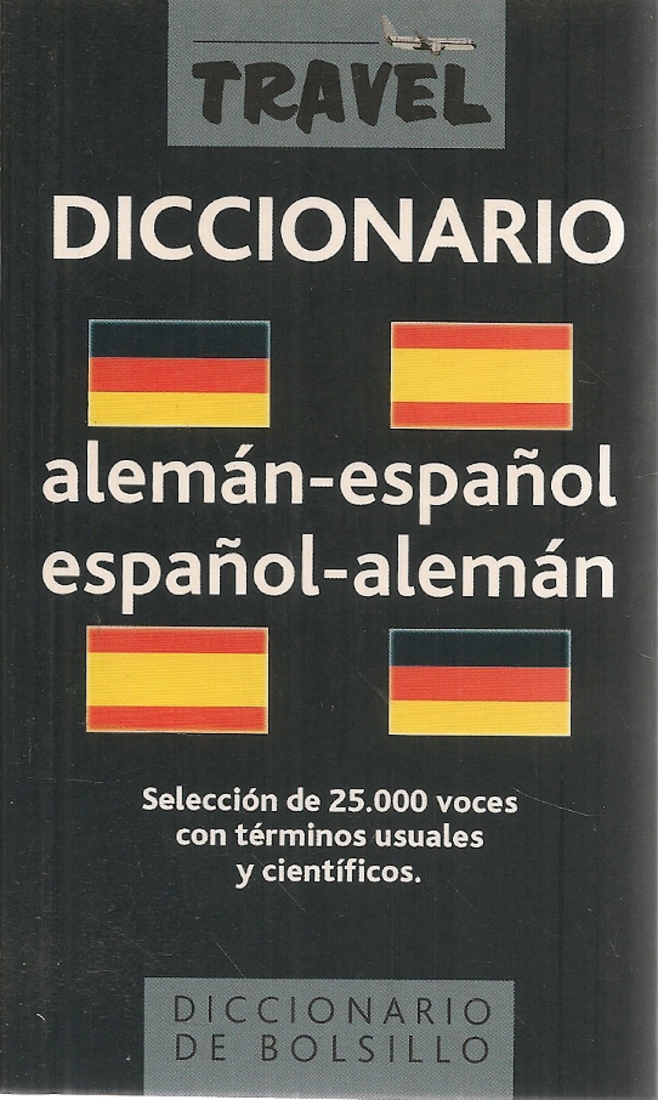 TRAVEL
DICCIONARIO
alemán-español
español-alemán
Selección de 25.000 voces
con términos usuales
y científicos.
DICCIONARIO
DE BOLSILLO